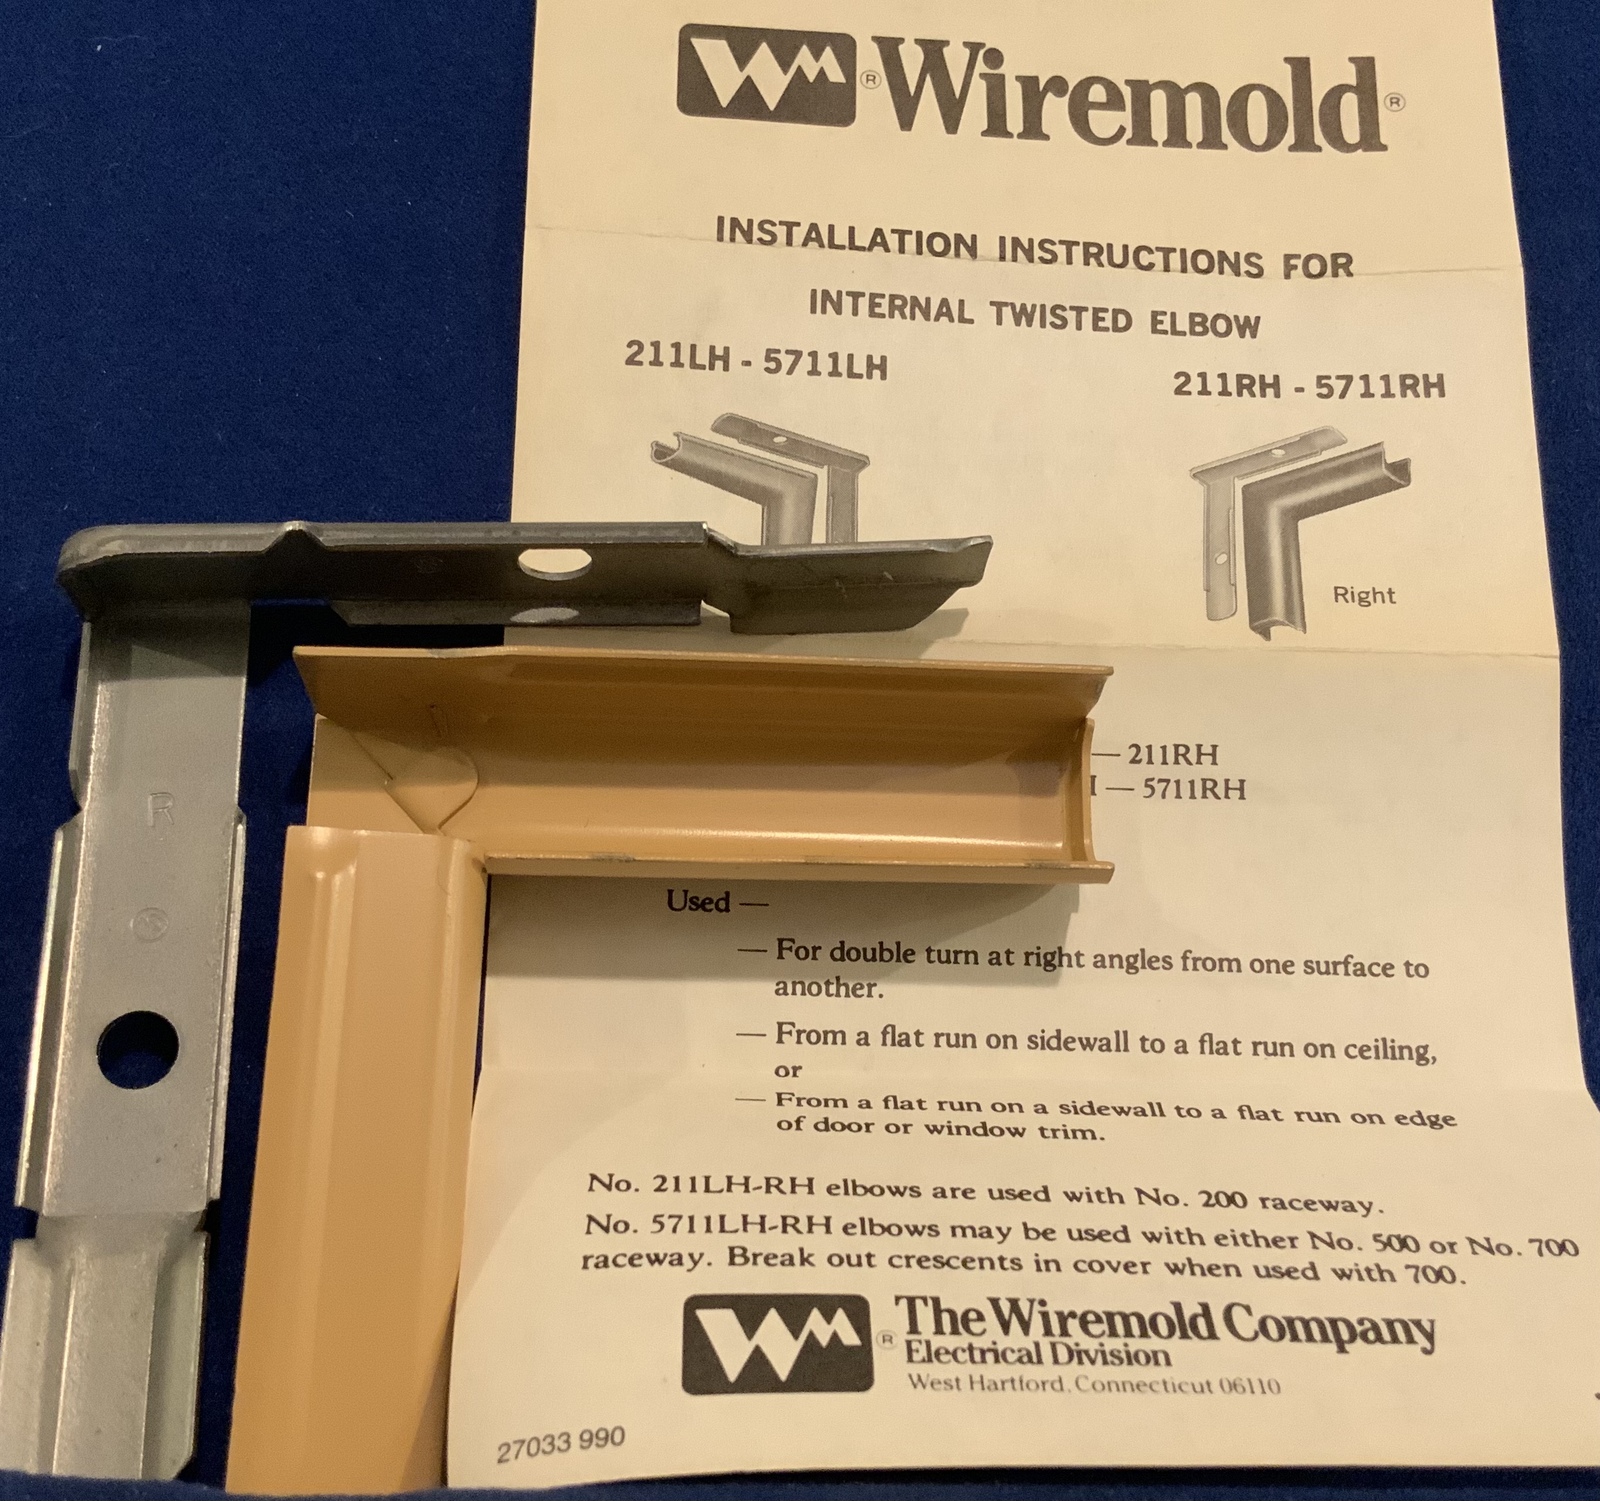 WM® Wiremold®
INSTALLATION INSTRUCTIONS FOR
INTERNAL TWISTED ELBOW
211LH - 5711LH
211RH - 5711RH
Right
— 211RH
— 5711RH
R
Used —
— For double turn at right angles from one surface to
another.
— From a flat run on sidewall to a flat run on ceiling,
or
— From a flat run on a sidewall to a flat run on edge
of door or window trim.
No. 211LH-RH elbows are used with No. 200 raceway.
No. 5711LH-RH elbows may be used with either No. 500 or No. 700
raceway. Break out crescents in cover when used with 700.
WM® The Wiremold Company
Electrical Division
West Hartford, Connecticut 06110
27033 990